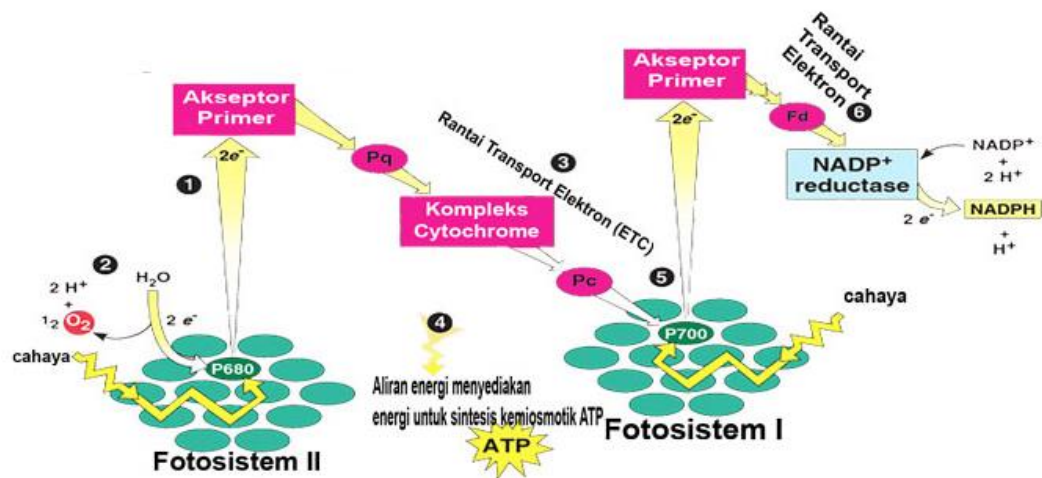 Akseptor
Primer
2e-
1
Pq
Rantai Transport Elektron (ETC)
3
Kompleks
Cytochrome
Pc
5
2
H2O
2 H+
+
1 2 O2
2 e-
cahaya
P680
Fotosistem II
4
Aliran energi menyediakan
energi untuk sintesis kemiosmotik ATP
ATP
Akseptor
Primer
2e-
Rantai
Transport
Elektron
6
Fd
NADP+
reductase
NADP+
+
2 H+
2 e-
NADPH
+
H+
cahaya
P700
Fotosistem I